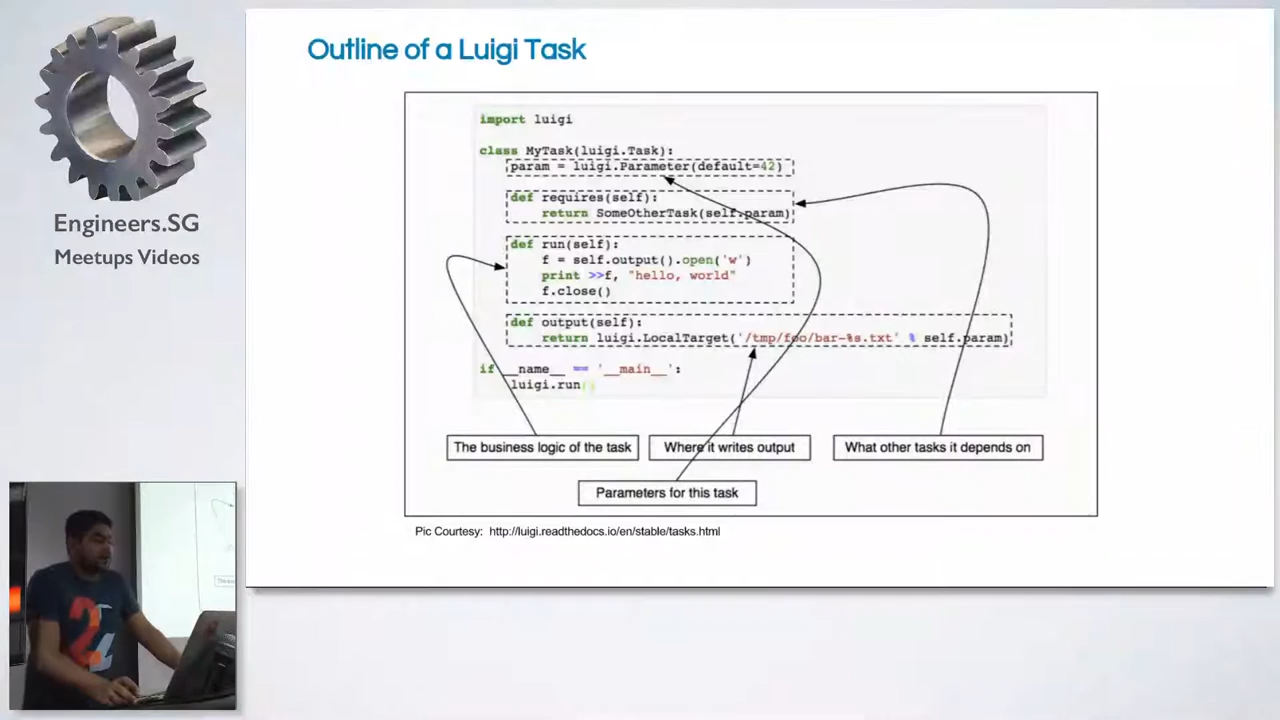 Outline of a Luigi Task
import luigi
class MyTask(luigi.Task):
param = luigi.Parameter(default=42)
def requires(self):
return SomeOtherTask(self.param)
def run(self):
f = self.output().open('w')
print >>f, "hello, world"
f.close()
def output(self):
return luigi.LocalTarget('/tmp/foo/bar-%s.txt' % self.param)
if __name__ == '__main__':
luigi.run()
The business logic of the task
Where it writes output
What other tasks it depends on
Parameters for this task
Pic Courtesy: http://luigi.readthedocs.io/en/stable/tasks.html
Engineers.SG
Meetups Videos